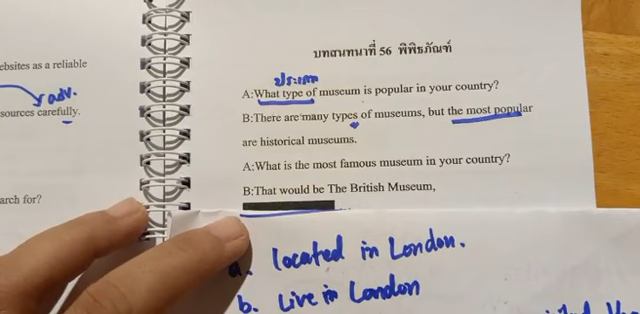 ebsites as a reliable
adv.
sources carefully.
arch for?
บทสนทนาที่ 56 พิพิธภัณฑ์
ประเภท
A:What type of museum is popular in your country?
B:There are many types of museums, but the most popular
are historical museums.
A:What is the most famous museum in your country?
B:That would be The British Museum,
a. located in London.
b. Live in London